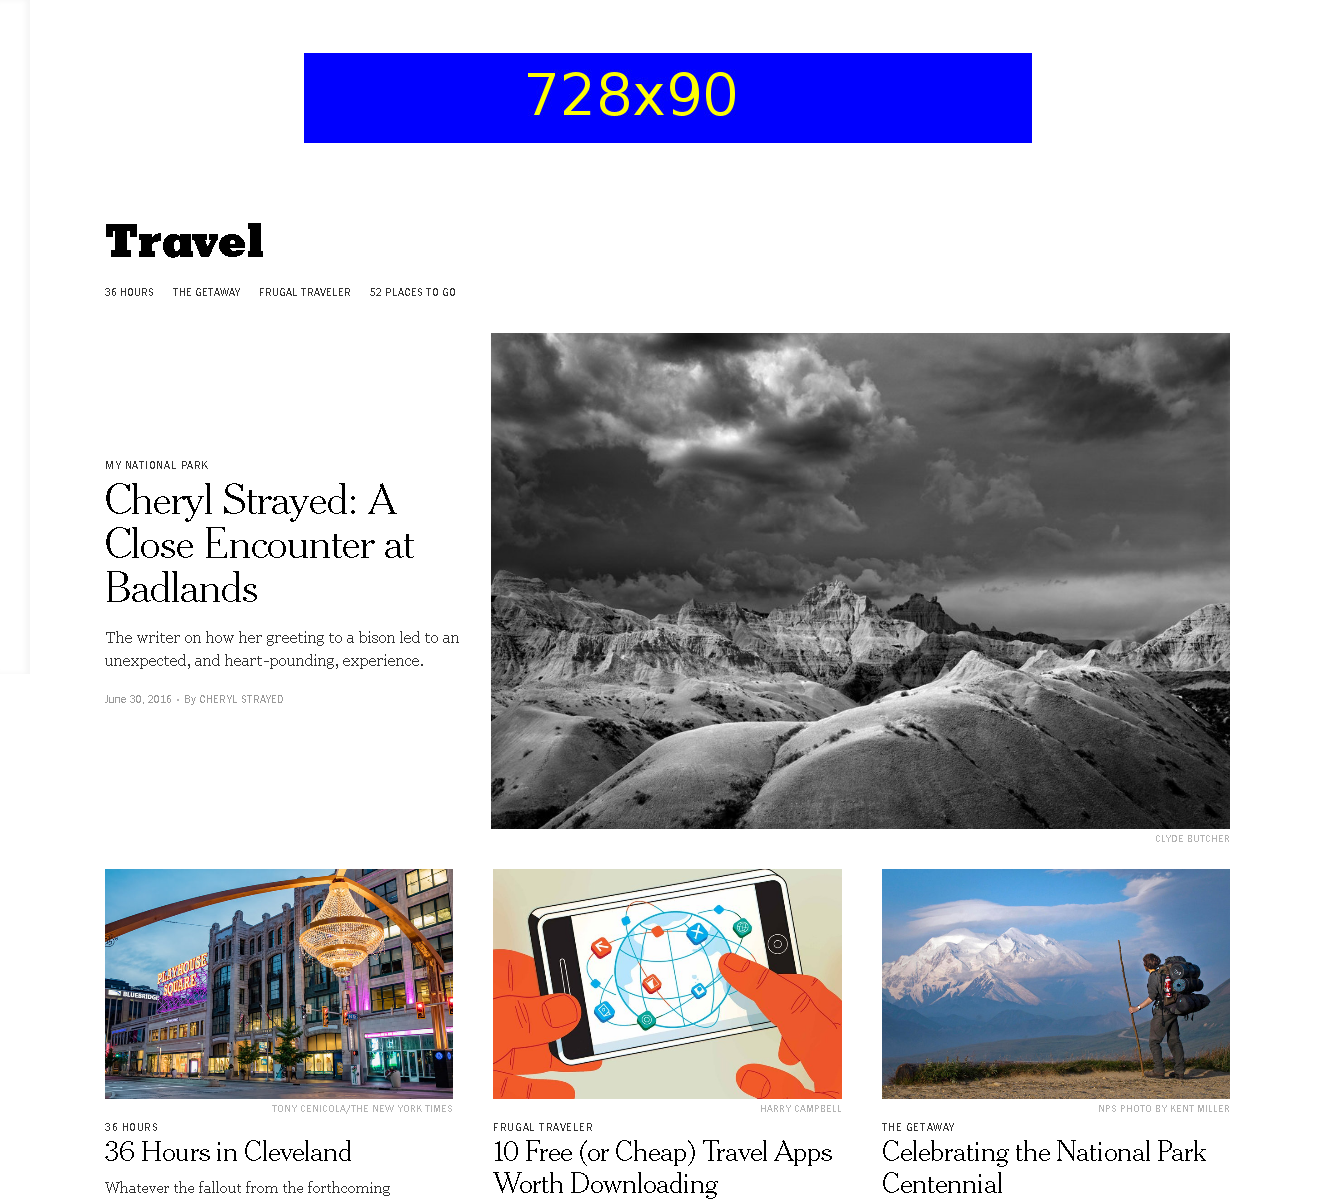 728x90
Travel
36 HOURS THE GETAWAY FRUGAL TRAVELER 52 PLACES TO GO
MY NATIONAL PARK
Cheryl Strayed: A
Close Encounter at
Badlands
The writer on how her greeting to a bison led to an
unexpected, and heart-pounding, experience.
June 30, 2016 • By CHERYL STRAYED
CLYDE BUTCHER
PLAYHOUSE
SQUARE
BLUEBRIDGE
TONY CENICOLA/THE NEW YORK TIMES
36 HOURS
36 Hours in Cleveland
Whatever the fallout from the forthcoming
HARRY CAMPBELL
FRUGAL TRAVELER
10 Free (or Cheap) Travel Apps
Worth Downloading
NPS PHOTO BY KENT MILLER
THE GETAWAY
Celebrating the National Park
Centennial